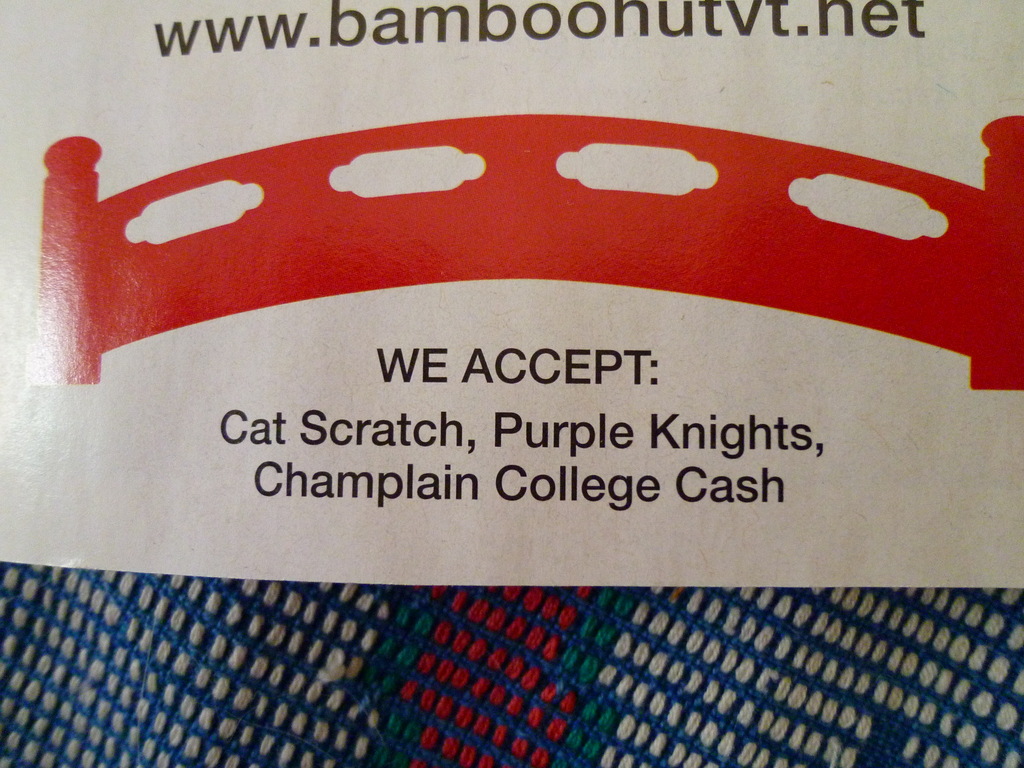 www.bamboohutvt.net
WE ACCEPT:
Cat Scratch, Purple Knights,
Champlain College Cash